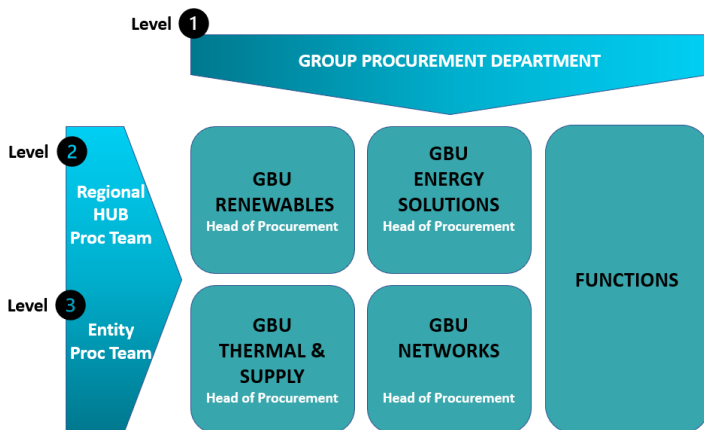 Level 1
GROUP PROCUREMENT DEPARTMENT
Level 2
Regional
HUB
Proc Team
GBU
RENEWABLES
Head of Procurement
GBU
ENERGY
SOLUTIONS
Head of Procurement
FUNCTIONS
Level 3
Entity
Proc Team
GBU
THERMAL &
SUPPLY
Head of Procurement
GBU
NETWORKS
Head of Procurement